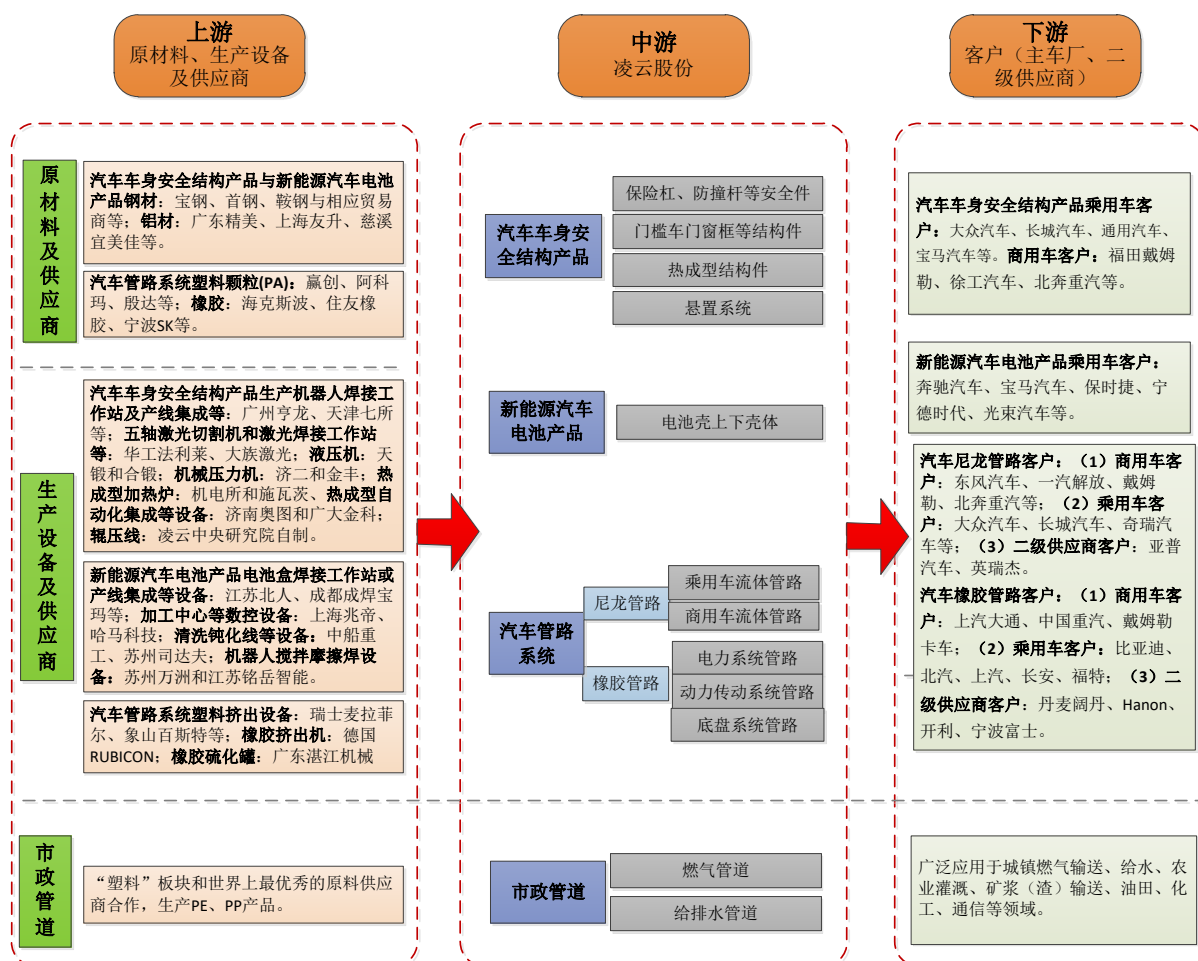 上游
原材料、生产设备
及供应商
中游
凌云股份
下游
客户（主车厂、二
级供应商）
原材料及供应商
汽车车身安全结构产品与新能源汽车电池
产品钢材：宝钢、首钢、鞍钢与相应贸易
商等；铝材：广东精美、上海友升、慈溪
宜美佳等。
汽车管路系统塑料颗粒(PA)：赢创、阿科
玛、殷达等；橡胶：海克斯波、住友橡
胶、宁波SK等。
生产设备及供应商
汽车车身安全结构产品生产机器人焊接工
作站及产线集成等：广州亨龙、天津七所
等；五轴激光切割机和激光焊接工作站
等：华工法利莱、大族激光；液压机：天
锻和合锻；机械压力机：济二和金丰；热
成型加热炉：机电所和施瓦茨、热成型自
动化集成等设备：济南奥图和广大金科；
辊压线：凌云中央研究院自制。
新能源汽车电池产品电池盒焊接工作站或
产线集成等设备：江苏北人、成都成焊宝
玛等；加工中心等数控设备：上海兆帝、
哈马科技；清洗钝化线等设备：中船重
工、苏州司达夫；机器人搅拌摩擦焊设
备：苏州万洲和江苏铭岳智能。
汽车管路系统塑料挤出设备：瑞士麦拉菲
尔、象山百斯特等；橡胶挤出机：德国
RUBICON；橡胶硫化罐：广东湛江机械
市政管道
“塑料”板块和世界上最优秀的原料供应
商合作，生产PE、PP产品。
汽车车身安
全结构产品
保险杠、防撞杆等安全件
门槛车门窗框等结构件
热成型结构件
悬置系统
新能源汽车
电池产品
电池壳上下壳体
汽车管路
系统
尼龙管路
乘用车流体管路
商用车流体管路
橡胶管路
电力系统管路
动力传动系统管路
底盘系统管路
市政管道
燃气管道
给排水管道
汽车车身安全结构产品乘用车客
户：大众汽车、长城汽车、通用汽车、
宝马汽车等。商用车客户：福田戴姆
勒、徐工汽车、北奔重汽等。
新能源汽车电池产品乘用车客户：
奔驰汽车、宝马汽车、保时捷、宁
德时代、光束汽车等。
汽车尼龙管路客户：（1）商用车客
户：东风汽车、一汽解放、戴姆
勒、北奔重汽等；（2）乘用车客
户：大众汽车、长城汽车、奇瑞汽
车等；（3）二级供应商客户：亚普
汽车、英瑞杰。
汽车橡胶管路客户：（1）商用车客
户：上汽大通、中国重汽、戴姆勒
卡车；（2）乘用车客户：比亚迪、
北汽、上汽、长安、福特；（3）二
级供应商客户：丹麦阔丹、Hanon、
开利、宁波富士。
广泛应用于城镇燃气输送、给水、农
业灌溉、矿浆（渣）输送、油田、化
工、通信等领域。